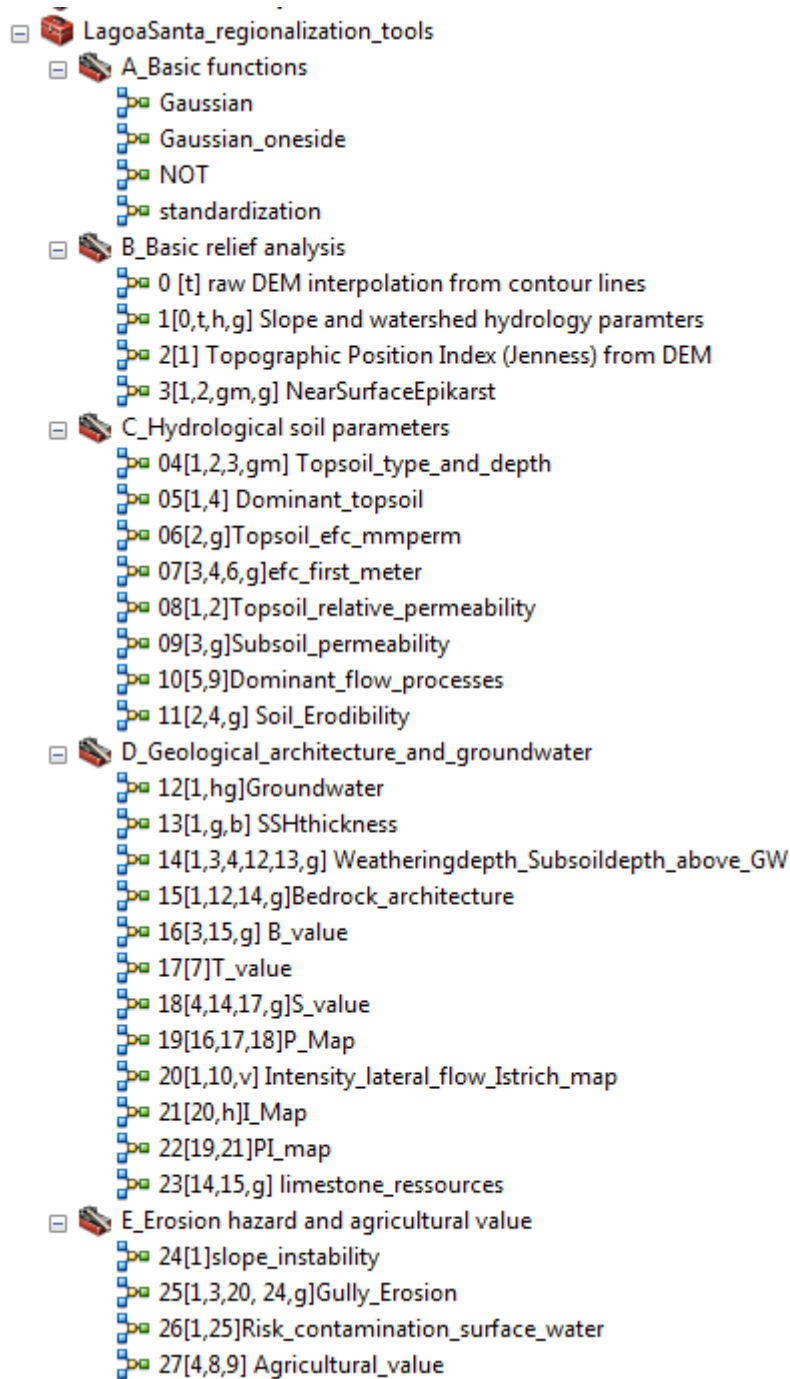 LagoaSanta_regionalization_tools
A_Basic functions
Gaussian
Gaussian_oneside
NOT
standardization
B_Basic relief analysis
0 [t] raw DEM interpolation from contour lines
1[0,t,h,g] Slope and watershed hydrology paramters
2[1] Topographic Position Index (Jenness) from DEM
3[1,2,gm,g] NearSurfaceEpikarst
C_Hydrological soil parameters
04[1,2,3,gm] Topsoil_type_and_depth
05[1,4] Dominant_topsoil
06[2,g]Topsoil_efc_mmperm
07[3,4,6,g]efc_first_meter
08[1,2]Topsoil_relative_permeability
09[3,g]Subsoil_permeability
10[5,9]Dominant_flow_processes
11[2,4,g] Soil_Erodibility
D_Geological_architecture_and_groundwater
12[1,hg]Groundwater
13[1,g,b] SSHthickness
14[1,3,4,12,13,g] Weatheringdepth_Subsoildepth_above_GW
15[1,12,14,g]Bedrock_architecture
16[3,15,g] B_value
17[7]T_value
18[4,14,17,g]S_value
19[16,17,18]P_Map
20[1,10,v] Intensity_lateral_flow_Istrich_map
21[20,h]I_Map
22[19,21]PI_map
23[14,15,g] limestone_ressources
E_Erosion hazard and agricultural value
24[1]slope_instability
25[1,3,20, 24,g]Gully_Erosion
26[1,25]Risk_contamination_surface_water
27[4,8,9] Agricultural_value